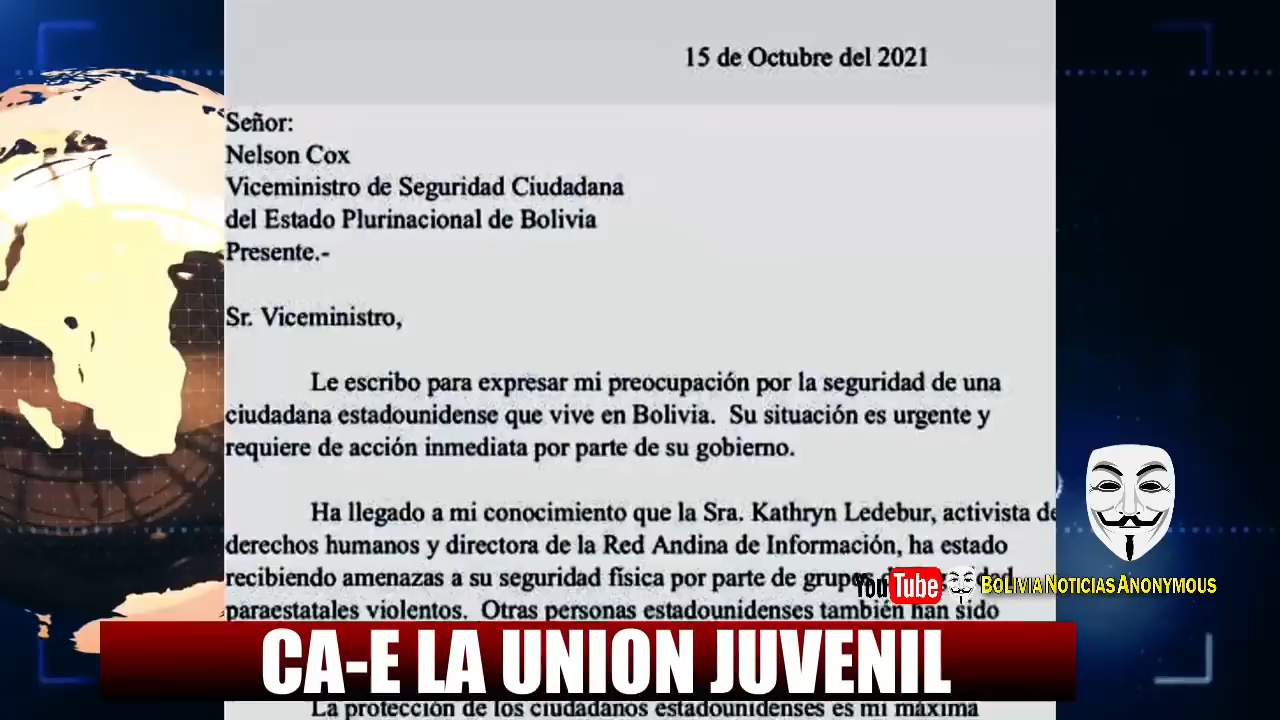 15 de Octubre del 2021
Señor:
Nelson Cox
Viceministro de Seguridad Ciudadana
del Estado Plurinacional de Bolivia
Presente.-
Sr. Viceministro,
Le escribo para expresar mi preocupación por la seguridad de una
ciudadana estadounidense que vive en Bolivia. Su situación es urgente y
requiere de acción inmediata por parte de su gobierno.
Ha llegado a mi conocimiento que la Sra. Kathryn Ledebur, activista de
derechos humanos y directora de la Red Andina de Información, ha estado
recibiendo amenazas a su seguridad física por parte de grupos
YouTube BOLIVIA NOTICIAS ANONYMOUS
paraestatales violentos. Otras personas estadounidenses también han sido
CA-E LA UNION JUVENIL
La protección de los ciudadanos estadounidenses es mi máxima